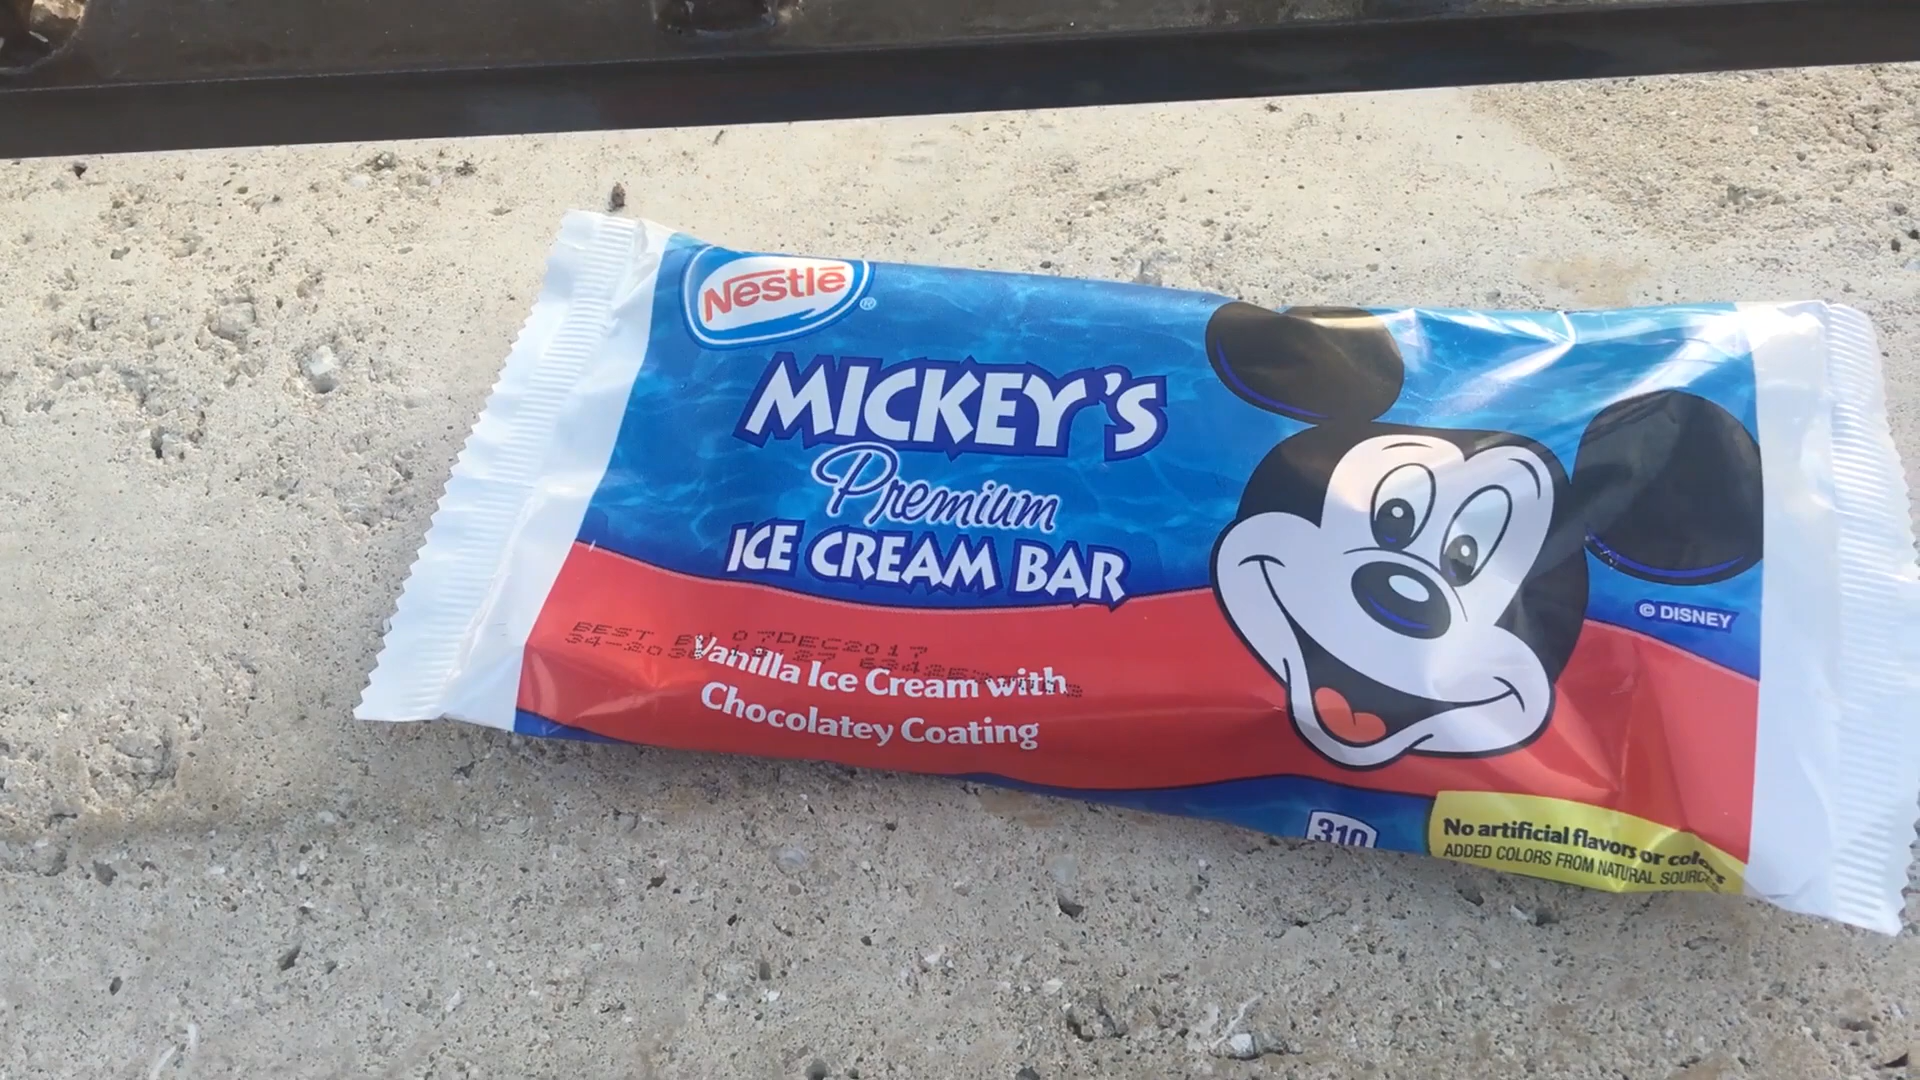 Nestlé®
MICKEY'S
Premium
ICE CREAM BAR
© DISNEY
BEST BY 07DEC2017
Vanilla Ice Cream with
Chocolatey Coating
310
No artificial flavors or colors
ADDED COLORS FROM NATURAL SOURCES